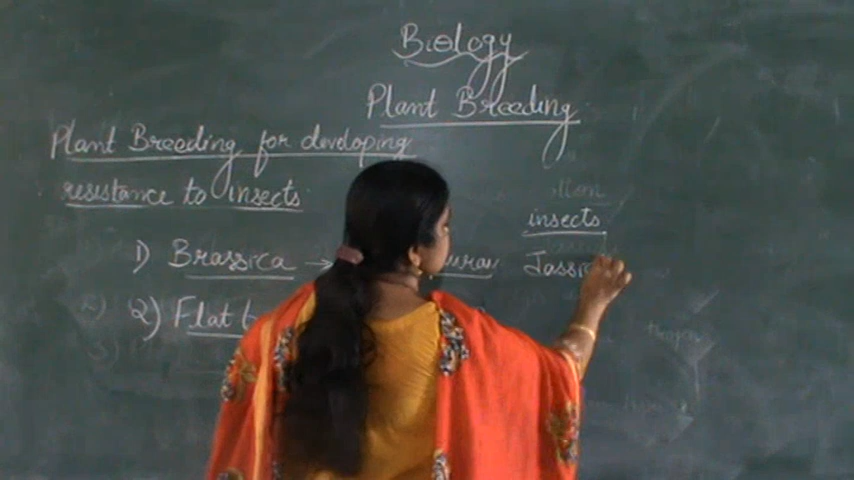 Biology
Plant Breeding
Plant Breeding for developing
resistance to insects
insects
1) Brassica → Jassi
2) Flat